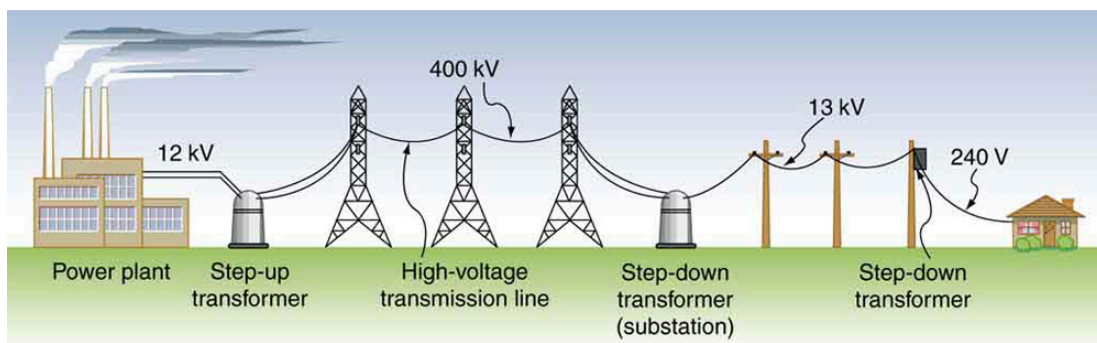 400 kV
13 kV
12 kV
240 V
Power plant
Step-up
transformer
High-voltage
transmission line
Step-down
transformer
(substation)
Step-down
transformer